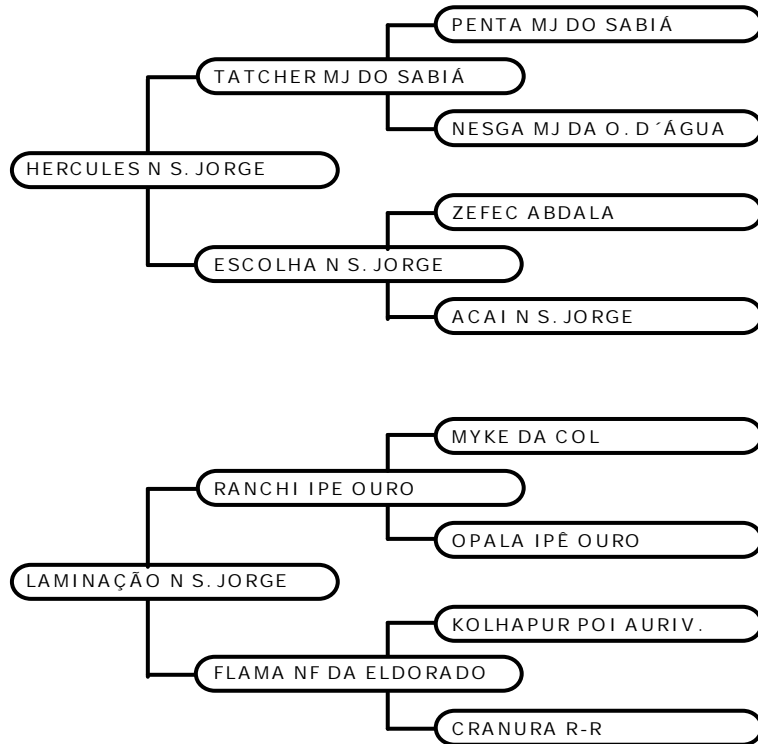 PENTA MJ DO SABIÁ
TATCHER MJ DO SABIÁ
NESGA MJ DA O. D´ÁGUA
HERCULES N S. JORGE
ZEFEC ABDALA
ESCOLHA N S. JORGE
ACAI N S. JORGE
MYKE DA COL
RANCHI IPE OURO
OPALA IPÊ OURO
LAMINAÇÃO N S. JORGE
KOLHAPUR POI AURIV.
FLAMA NF DA ELDORADO
CRANURA R-R